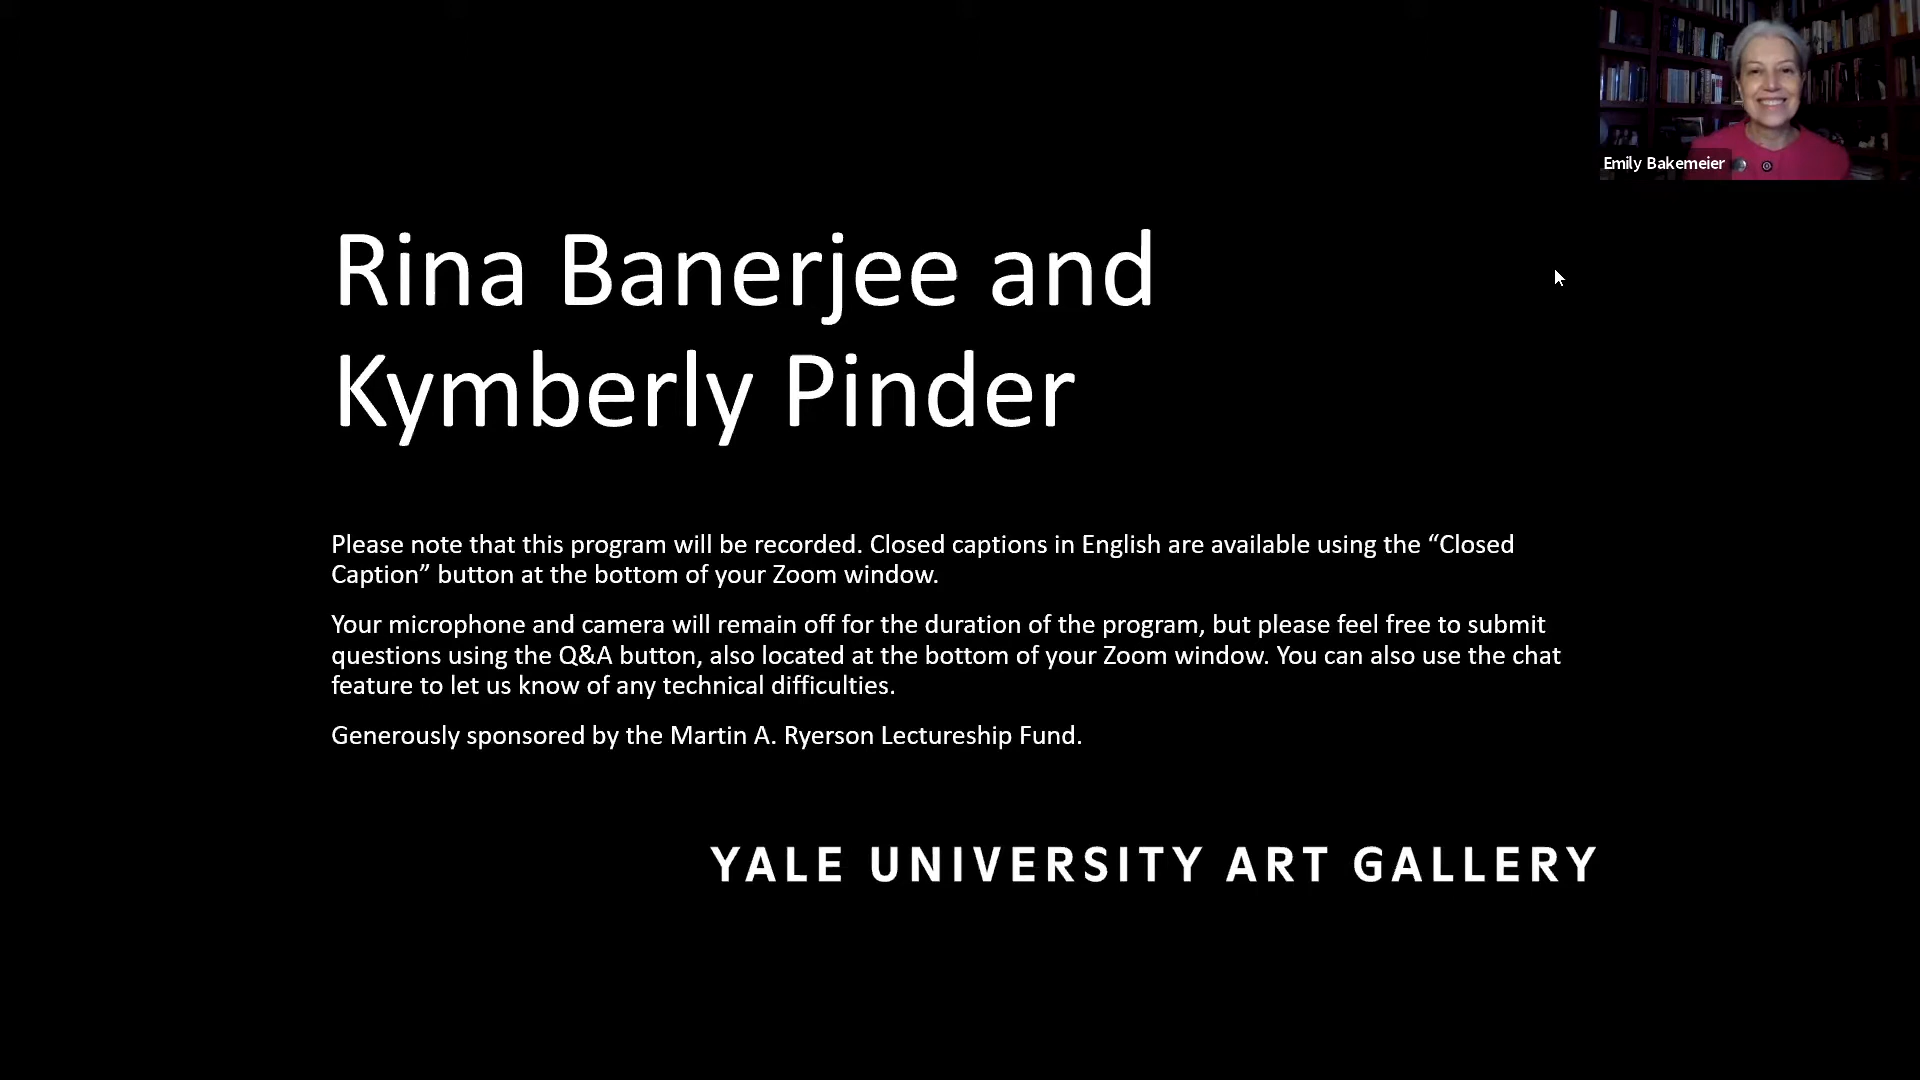 Emily Bakemeier
Rina Banerjee and
Kymberly Pinder
Please note that this program will be recorded. Closed captions in English are available using the “Closed
Caption” button at the bottom of your Zoom window.
Your microphone and camera will remain off for the duration of the program, but please feel free to submit
questions using the Q&A button, also located at the bottom of your Zoom window. You can also use the chat
feature to let us know of any technical difficulties.
Generously sponsored by the Martin A. Ryerson Lectureship Fund.
YALE UNIVERSITY ART GALLERY